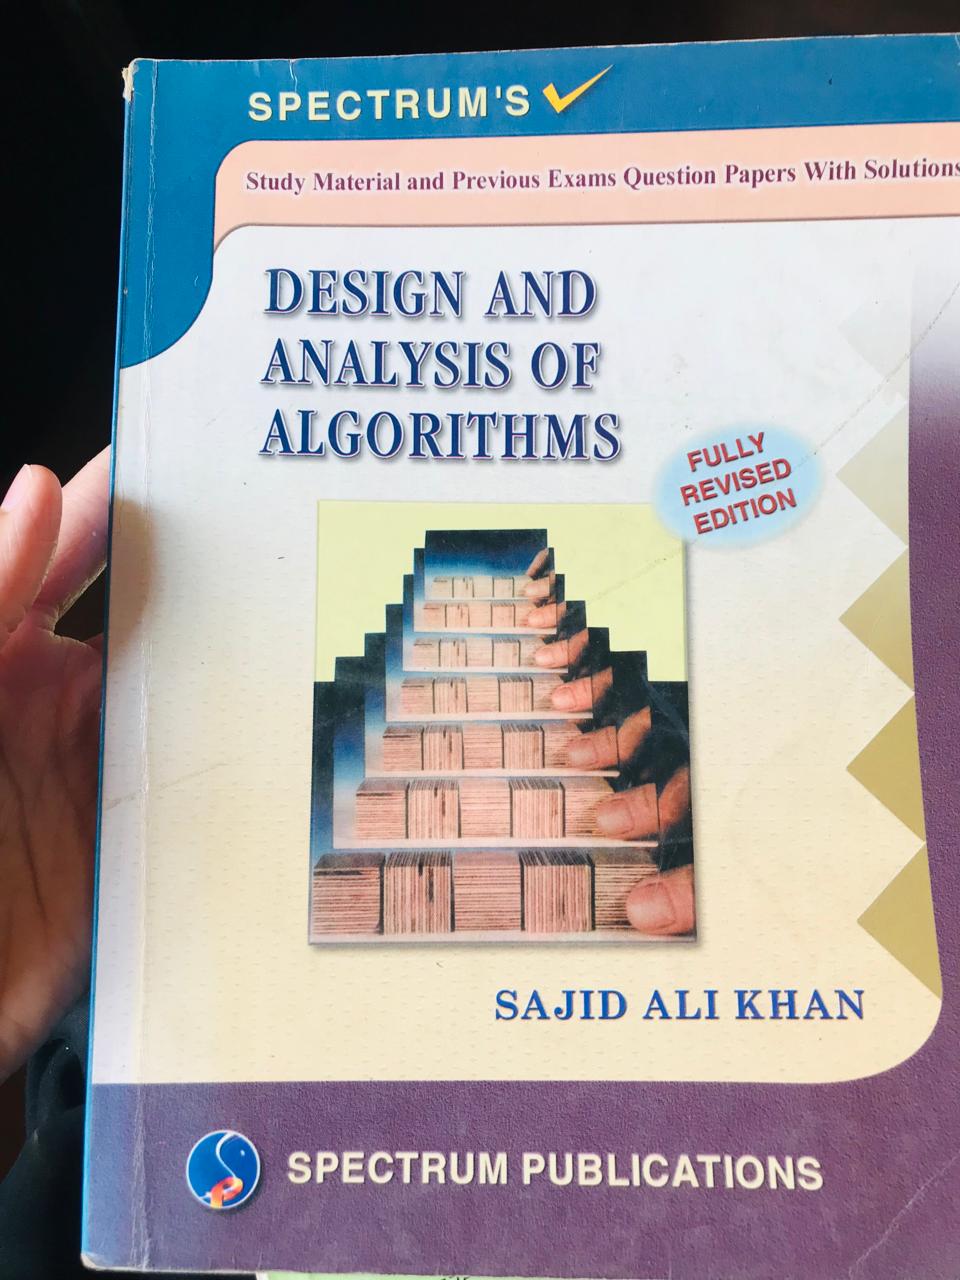 SPECTRUM'S
Study Material and Previous Exams Question Papers With Solutions
DESIGN AND
ANALYSIS OF
ALGORITHMS
FULLY
REVISED
EDITION
SAJID ALI KHAN
SPECTRUM PUBLICATIONS